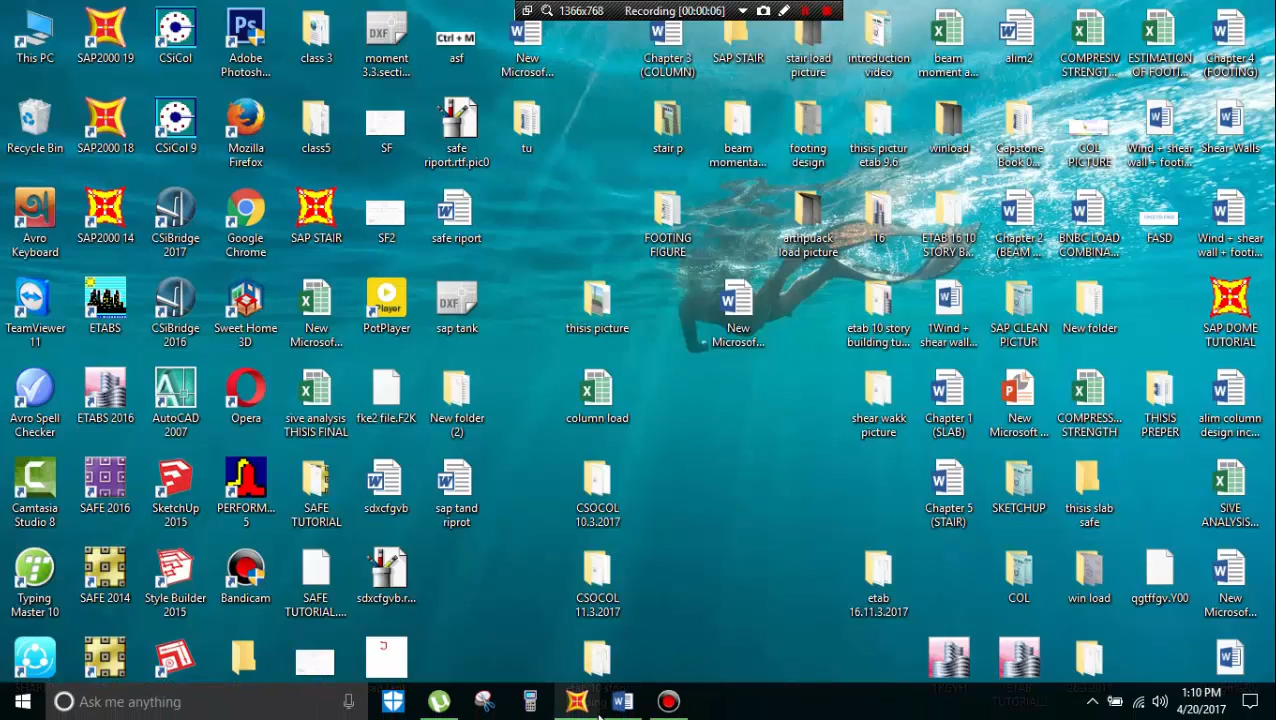 1366x768 Recording [00:00:06]
This PC
SAP2000 19
CSiCol
Adobe
Photosh...
class 3
moment
3.3.secti...
Ctrl + M
asf
New
Microsof...
Chapter 3
(COLUMN)
SAP STAIR
stair load
picture
introduction
video
beam
moment a...
alim2
COMPRESIV
STRENGT...
ESTIMATION
OF FOOTI...
Chapter 4
(FOOTING)
Recycle Bin
SAP2000 18
CSiCol 9
Mozilla
Firefox
class5
SF
safe
riport.rtf.pic0
tu
stair p
beam
momenta...
footing
design
thisis pictur
etab 9.6
winload
Capstone
Book 0...
COL
PICTURE
Wind + shear
wall + footi...
Shear-Walls
Avro
Keyboard
SAP2000 14
CSiBridge
2017
Google
Chrome
SAP STAIR
SF2
safe riport
FOOTING
FIGURE
arthpuack
load picture
16
ETAB 16 10
STORY B...
Chapter 2
(BEAM ...
BNBC LOAD
COMBINA...
FASD
Wind + shear
wall + footi...
TeamViewer
11
ETABS
CSiBridge
2016
Sweet Home
3D
New
Microsof...
Player
PotPlayer
DXF
sap tank
thisis picture
New
Microsof...
etab 10 story
building tu...
1Wind +
shear wall...
SAP CLEAN
PICTUR
New folder
SAP DOME
TUTORIAL
Avro Spell
Checker
ETABS 2016
AutoCAD
2007
Opera
sive analysis
THISIS FINAL
fke2 file.F2K
New folder
(2)
column load
shear wakk
picture
Chapter 1
(SLAB)
New
Microsoft ...
COMPRESS...
STRENGTH
THISIS
PREPER
alim column
design inc...
Camtasia
Studio 8
SAFE 2016
SketchUp
2015
PERFORM...
5
SAFE
TUTORIAL
sdxcfgvb
sap tand
riprot
CSOCOL
10.3.2017
Chapter 5
(STAIR)
SKETCHUP
thisis slab
safe
SIVE
ANALYSIS...
Typing
Master 10
SAFE 2014
Style Builder
2015
Bandicam
SAFE
TUTORIAL....
sdxcfgvb.r...
CSOCOL
11.3.2017
etab
16.11.3.2017
COL
win load
qgtffgv.Y00
New
Microsof...
Ask me anything
1:10 PM
4/20/2017